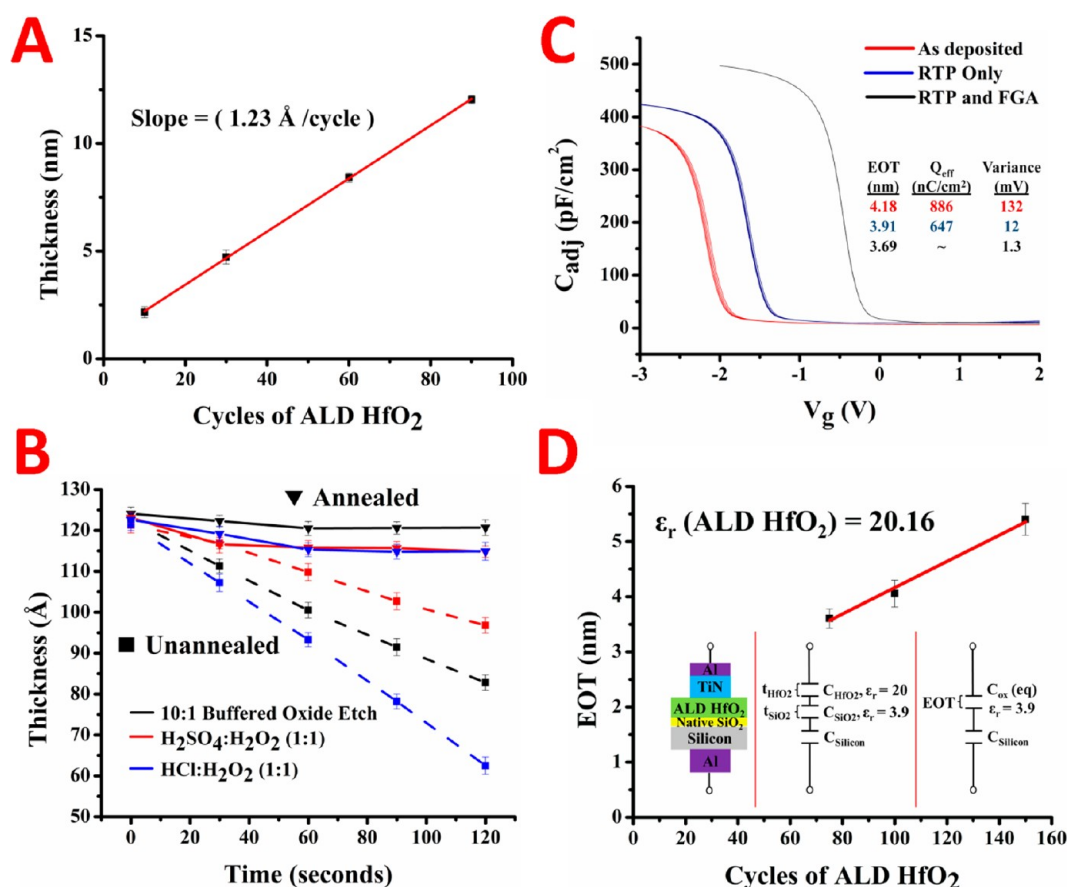 A
15
10
5
0
Thickness (nm)
Slope = ( 1.23 Å /cycle )
0 20 40 60 80 100
Cycles of ALD HfO2
C
500
400
300
200
100
0
Cadj (pF/cm2)
As deposited
RTP Only
RTP and FGA
EOT Qeff Variance
(nm) (nC/cm2) (mV)
4.18 886 132
3.91 647 12
3.69 ~ 1.3
-3 -2 -1 0 1 2
Vg (V)
B
130
120
110
100
90
80
70
60
50
Thickness (Å)
Annealed
Unannealed
10:1 Buffered Oxide Etch
H2SO4:H2O2 (1:1)
HCl:H2O2 (1:1)
0 20 40 60 80 100 120
Time (seconds)
D
6
5
4
3
2
1
0
EOT (nm)
εr (ALD HfO2) = 20.16
Al
TiN
ALD HfO2
Native SiO2
Silicon
Al
tHfO2
tSiO2
CHfO2, εr = 20
CSiO2, εr = 3.9
CSilicon
EOT
Cox (eq)
εr = 3.9
CSilicon
0 20 40 60 80 100 120 140 160
Cycles of ALD HfO2